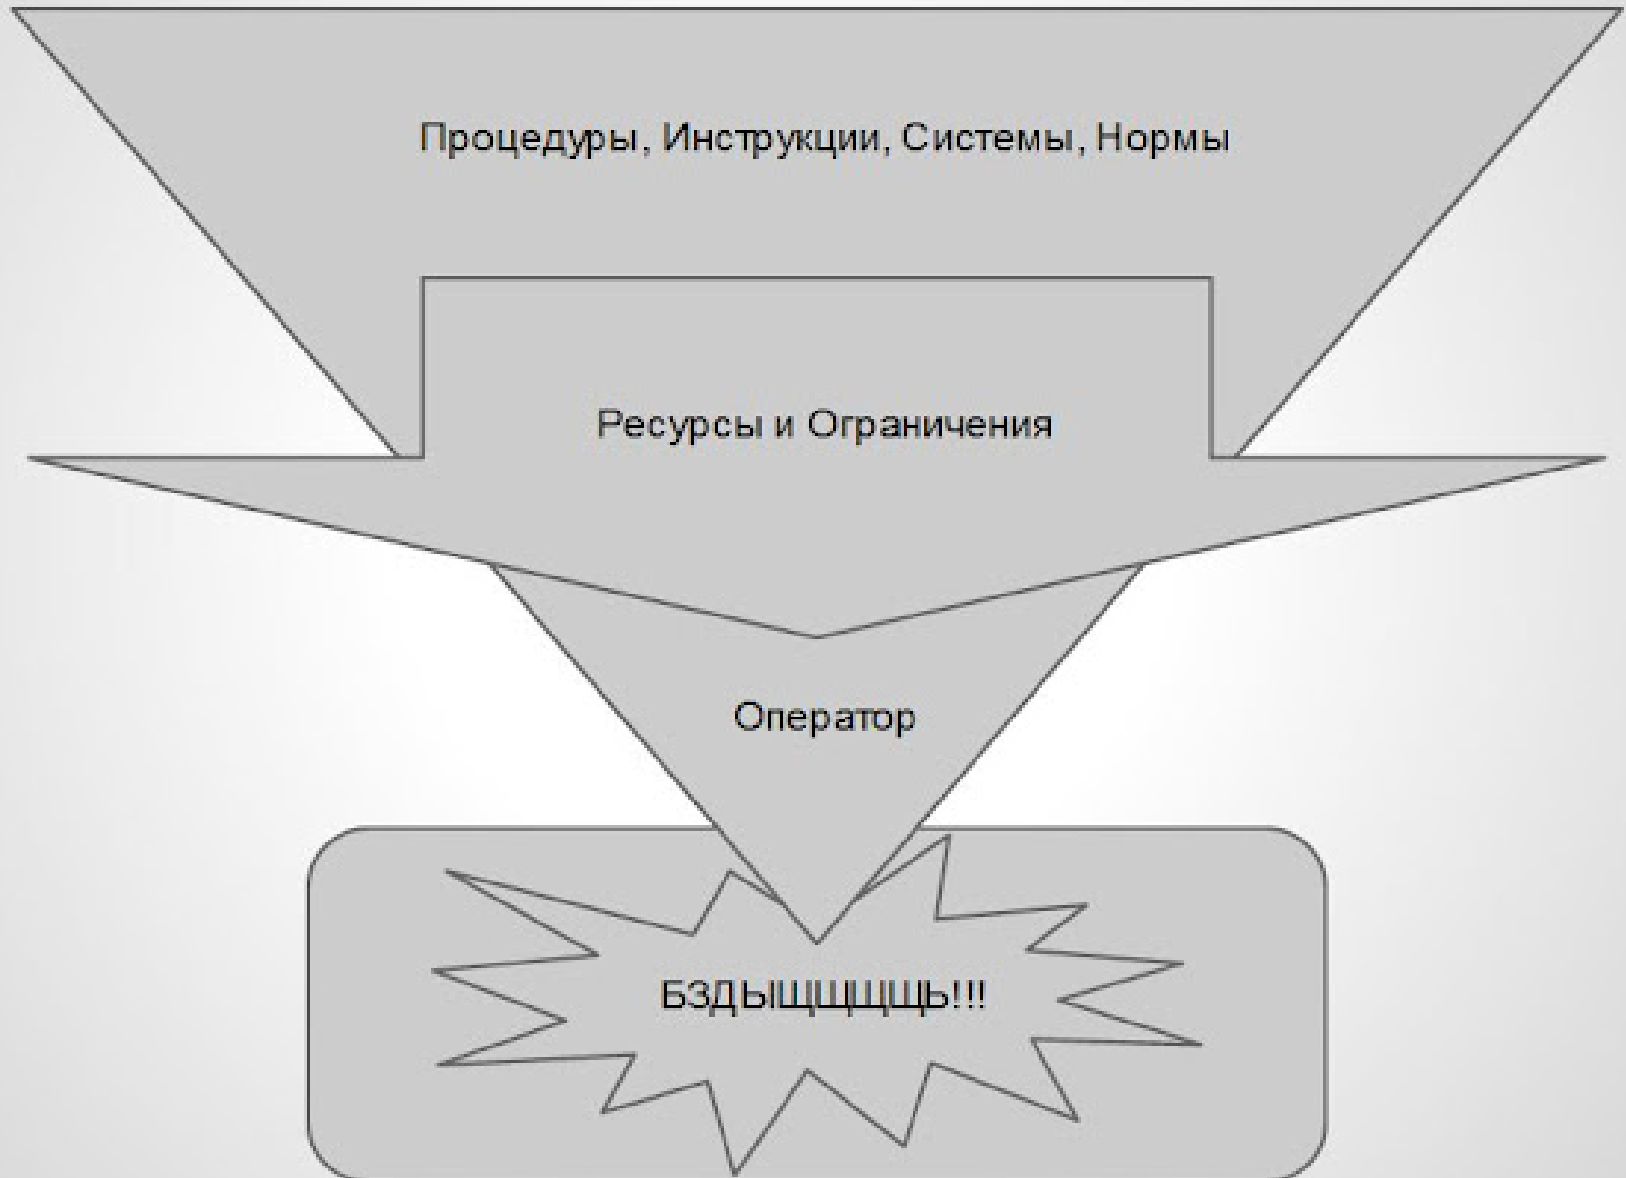 Процедуры, Инструкции, Системы, Нормы
Ресурсы и Ограничения
Оператор
БЗДЫЩЩЩЩЬ!!!